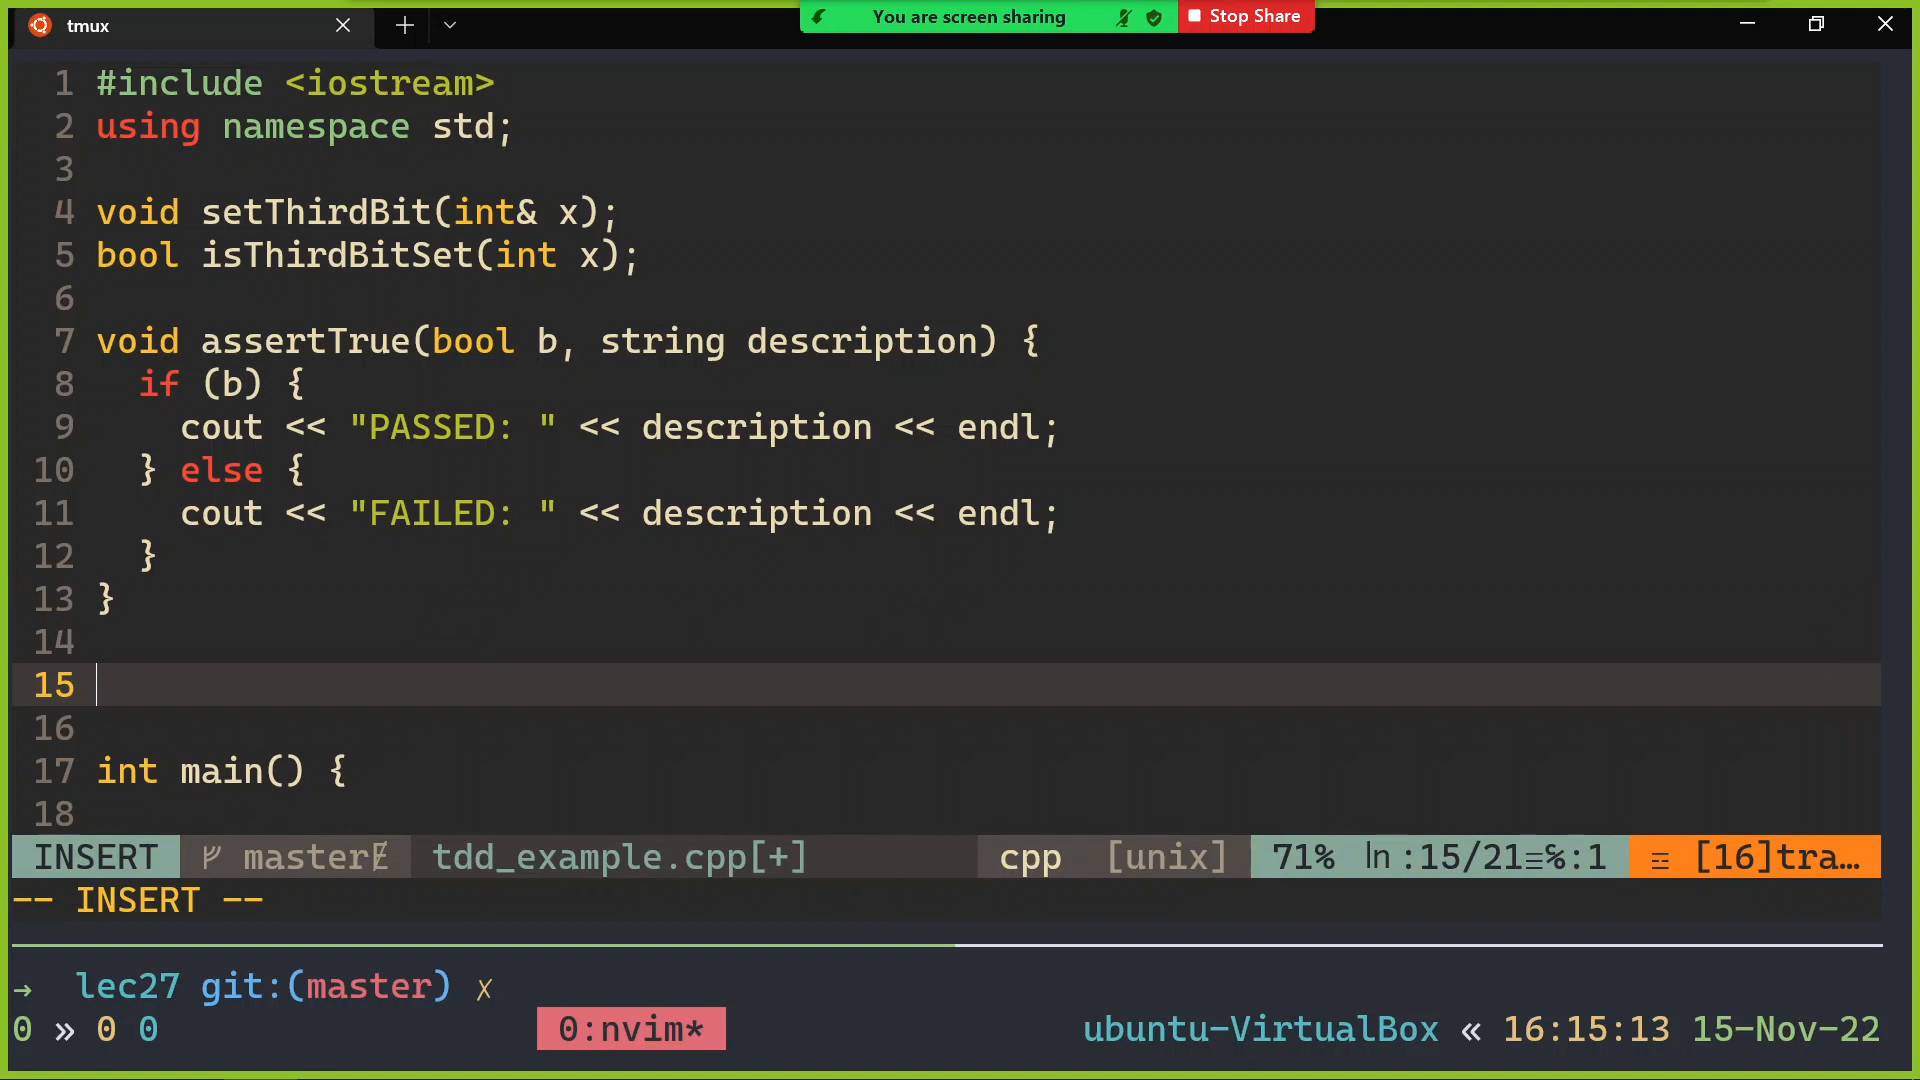 tmux
You are screen sharing
Stop Share
1 #include <iostream>
2 using namespace std;
3
4 void setThirdBit(int& x);
5 bool isThirdBitSet(int x);
6
7 void assertTrue(bool b, string description) {
8   if (b) {
9     cout << "PASSED: " << description << endl;
10   } else {
11     cout << "FAILED: " << description << endl;
12   }
13 }
14
15
16
17 int main() {
18
INSERT master tdd_example.cpp[+] cpp [unix] 71% ln :15/21≡℅:1 ☲ [16]tra…
-- INSERT --
→ lec27 git:(master) ✗
0 » 0 0 0:nvim* ubuntu-VirtualBox « 16:15:13 15-Nov-22